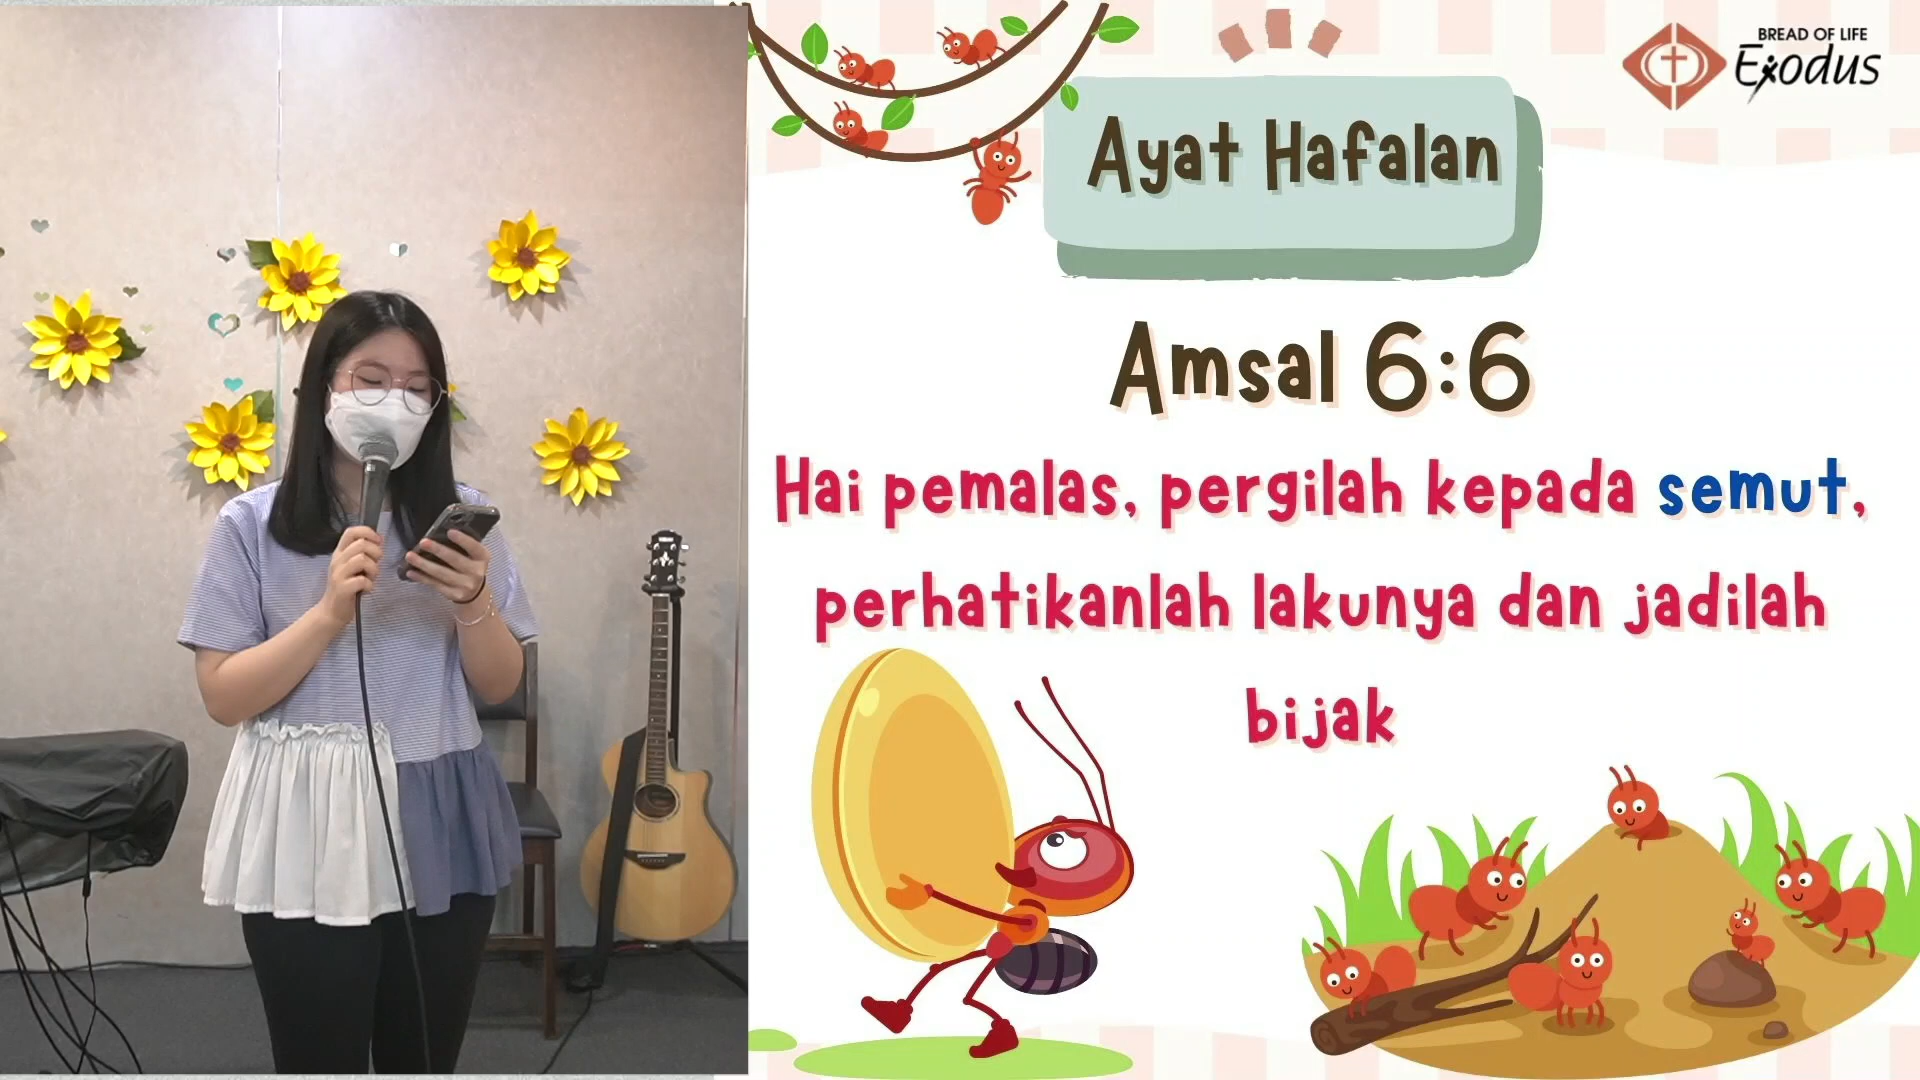 BREAD OF LIFE
Exodus
Ayat Hafalan
Amsal 6:6
Hai pemalas, pergilah kepada semut,
perhatikanlah lakunya dan jadilah
bijak